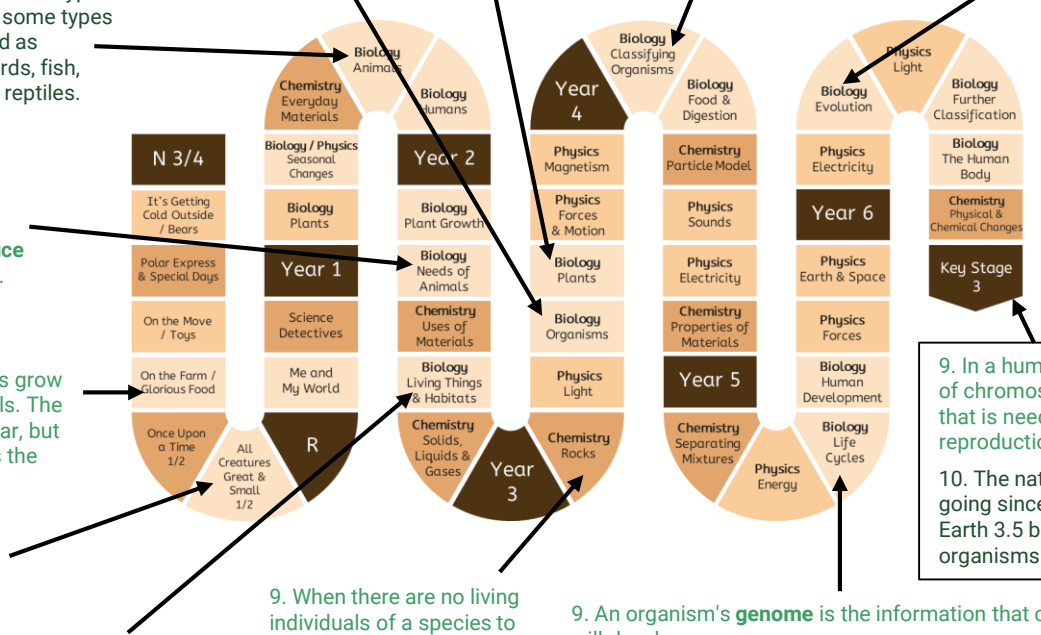 some types
d as
rds, fish,
reptiles.
ice
s grow
ls. The
ar, but
s the
N 3/4
It's Getting
Cold Outside
/ Bears
Polar Express
& Special Days
On the Move
/ Toys
On the Farm /
Glorious Food
Once Upon
a Time
1/2
All
Creatures
Great &
Small
1/2
R
Me and
My World
Science
Detectives
Year 1
Biology
Plants
Biology / Physics
Seasonal
Changes
Chemistry
Everyday
Materials
Biology
Animals
Biology
Humans
Year 2
Biology
Plant Growth
Biology
Needs of
Animals
Chemistry
Uses of
Materials
Biology
Living Things
& Habitats
Chemistry
Solids,
Liquids &
Gases
Year
3
Chemistry
Rocks
Physics
Light
Biology
Organisms
Biology
Plants
Physics
Forces
& Motion
Physics
Magnetism
Year
4
Biology
Classifying
Organisms
Biology
Food &
Digestion
Chemistry
Particle Model
Physics
Sounds
Physics
Electricity
Chemistry
Properties of
Materials
Year 5
Chemistry
Separating
Mixtures
Physics
Energy
Biology
Life
Cycles
Biology
Human
Development
Physics
Forces
Physics
Earth & Space
Year 6
Physics
Electricity
Biology
Evolution
Physics
Light
Biology
Further
Classification
Biology
The Human
Body
Chemistry
Physical &
Chemical Changes
Key Stage
3
9. In a hum
of chromos
that is need
reproductio
10. The nat
going since
Earth 3.5 b
organisms
9. When there are no living
individuals of a species to
9. An organism's genome is the information that